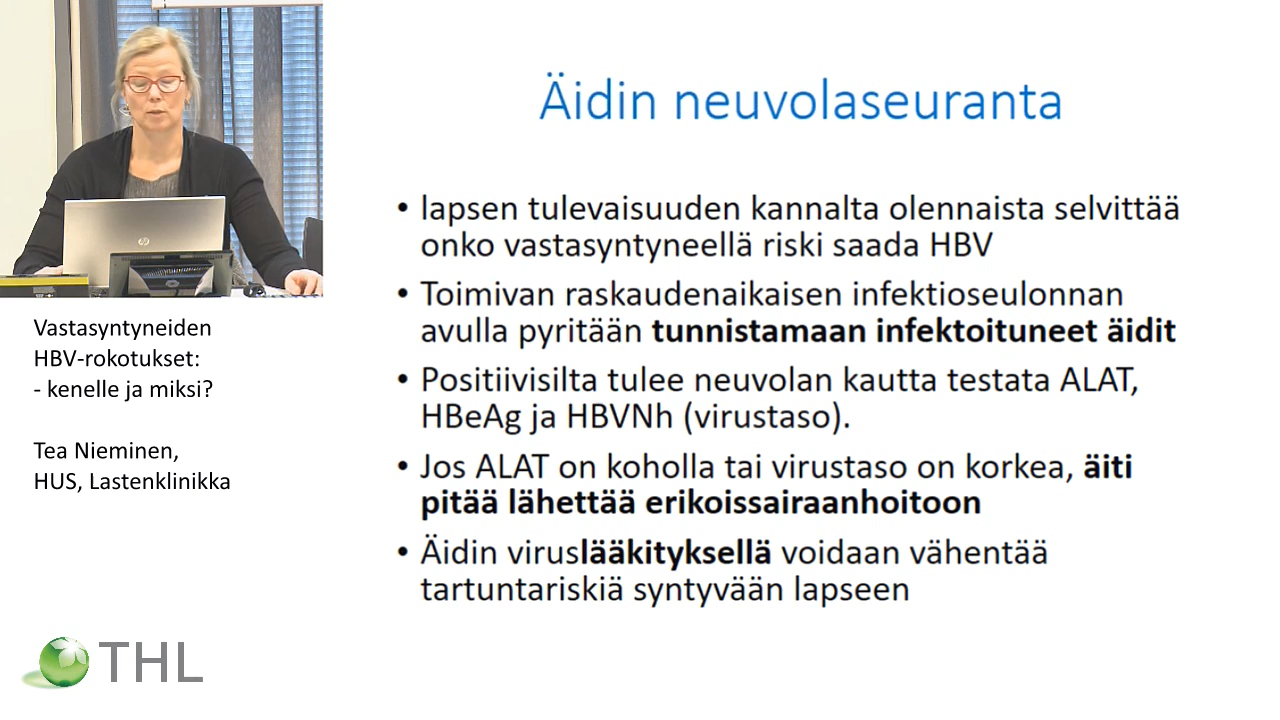 Äidin neuvolaseuranta
• lapsen tulevaisuuden kannalta olennaista selvittää
onko vastasyntyneellä riski saada HBV
• Toimivan raskaudenaikaisen infektioseulonnan
avulla pyritään tunnistamaan infektoituneet äidit
• Positiivisilta tulee neuvolan kautta testata ALAT,
HBeAg ja HBVNh (virustaso).
• Jos ALAT on koholla tai virustaso on korkea, äiti
pitää lähettää erikoissairaanhoitoon
• Äidin viruslääkityksellä voidaan vähentää
tartuntariskiä syntyvään lapseen
Vastasyntyneiden
HBV-rokotukset:
- kenelle ja miksi?
Tea Nieminen,
HUS, Lastenklinikka
THL
hp